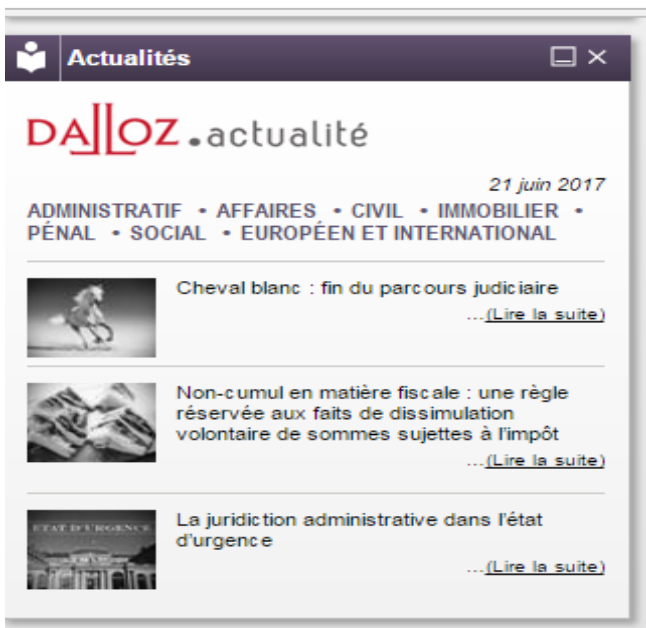 Actualités
DALLOZ.actualité
21 juin 2017
ADMINISTRATIF • AFFAIRES • CIVIL • IMMOBILIER •
PÉNAL • SOCIAL • EUROPÉEN ET INTERNATIONAL
Cheval blanc : fin du parcours judiciaire
...(Lire la suite)
Non-cumul en matière fiscale : une règle
réservée aux faits de dissimulation
volontaire de sommes sujettes à l'impôt
...(Lire la suite)
ETAT D'URGENCE
La juridiction administrative dans l'état
d'urgence
...(Lire la suite)